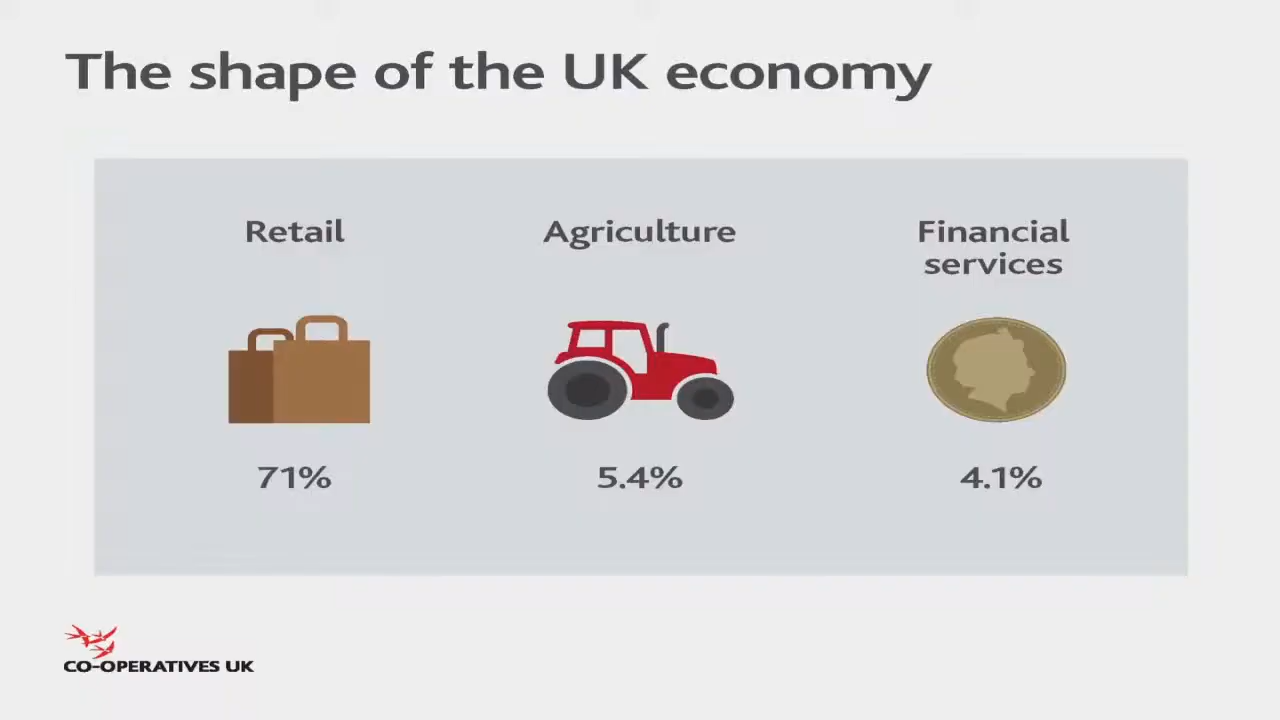 The shape of the UK economy
Retail
Agriculture
Financial
services
71%
5.4%
4.1%
CO-OPERATIVES UK